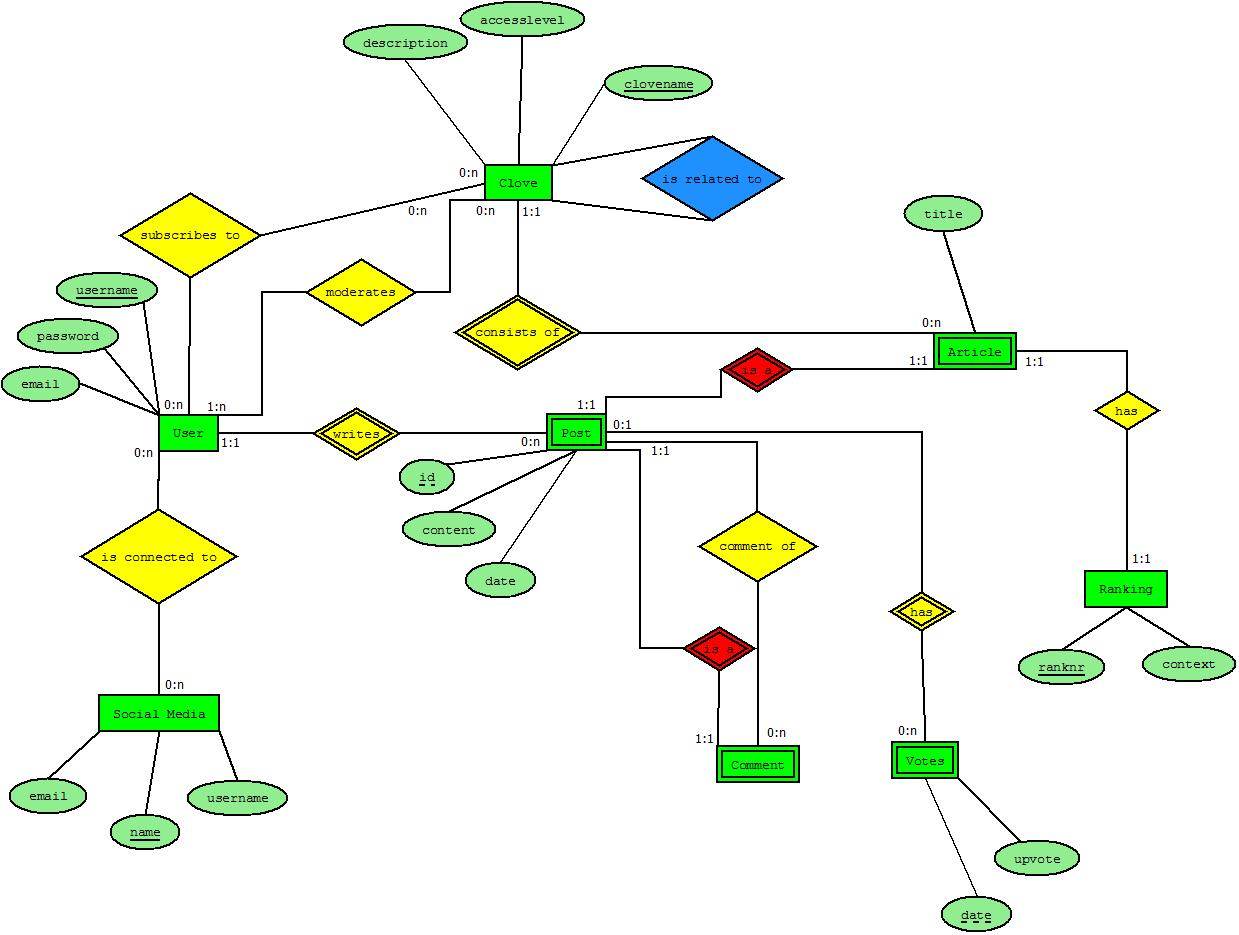 accesslevel
description
clovename
0:n
Clove
is related to
0:n
0:n
1:1
title
subscribes to
username
moderates
consists of
0:n
password
Article
1:1
1:1
is a
email
0:n
1:n
1:1
has
User
1:1
writes
0:n
Post
0:1
1:1
0:n
id
content
comment of
is connected to
date
1:1
Ranking
has
is a
ranknr
context
0:n
Social Media
0:n
1:1
0:n
Comment
Votes
email
username
name
upvote
date